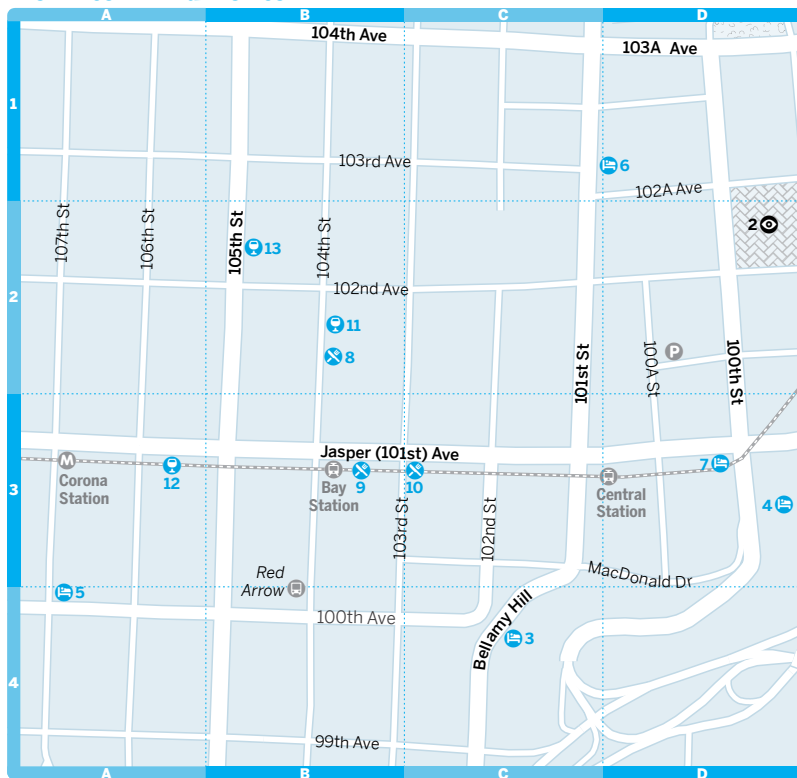 A
B
C
D
104th Ave
103A Ave
1
103rd Ave
6
102A Ave
107th St
106th St
105th St
104th St
13
2
2
102nd Ave
11
8
101st St
100A St
P
100th St
Jasper (101st) Ave
M
Corona
Station
12
Bay
Station
9
10
3
Central
Station
7
4
103rd St
102nd St
MacDonald Dr
5
Red
Arrow
100th Ave
Bellamy Hill
3
4
99th Ave
A
B
C
D